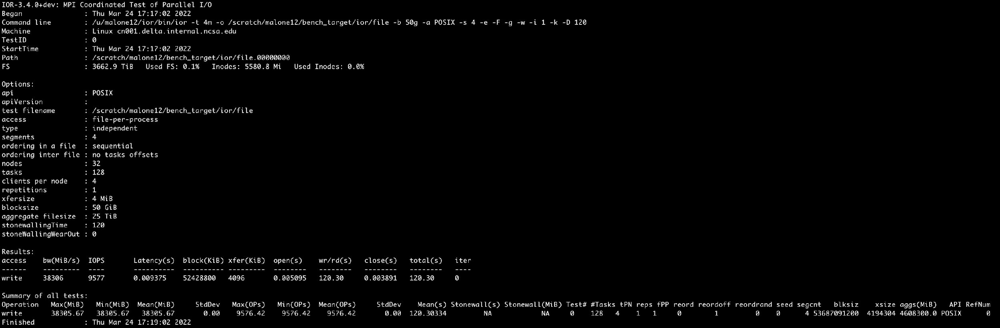 IOR-3.4.0+dev: MPI Coordinated Test of Parallel I/O
Began               : Thu Mar 24 17:17:02 2022
Command line        : /u/malone12/ior/bin/ior -t 4m -o /scratch/malone12/bench_target/ior/file -b 50g -a POSIX -s 4 -e -F -g -w -i 1 -k -D 120
Machine             : Linux cn001.delta.internal.ncsa.edu
TestID              : 0
StartTime           : Thu Mar 24 17:17:02 2022
Path                : /scratch/malone12/bench_target/ior/file.00000000
FS                  : 3662.9 TiB   Used FS: 0.1%   Inodes: 5580.8 Mi   Used Inodes: 0.0%

Options:
api                 : POSIX
apiVersion          :
test filename       : /scratch/malone12/bench_target/ior/file
access              : file-per-process
type                : independent
segments            : 4
ordering in a file  : sequential
ordering inter file : no tasks offsets
nodes               : 32
tasks               : 128
clients per node    : 4
repetitions         : 1
xfersize            : 4 MiB
blocksize           : 50 GiB
aggregate filesize  : 25 TiB
stonewallingTime    : 120
stoneWallingWearOut : 0

Results:
access    bw(MiB/s)  IOPS       Latency(s)  block(KiB) xfer(KiB)  open(s)    wr/rd(s)   close(s)   total(s)   iter
------    ---------  ----       ----------  ---------- ---------  --------   --------   --------   --------   ----
write     38306      9577       0.009375    52428800   4096       0.005095   120.30     0.003891   120.30     0

Summary of all tests:
Operation   Max(MiB)   Min(MiB)  Mean(MiB)     StdDev   Max(OPs)   Min(OPs)  Mean(OPs)     StdDev    Mean(s) Stonewall(s) Stonewall(MiB) Test# #Tasks tPN reps fPP reord reordoff reordrand seed segcnt   blksiz    xsize aggs(MiB)   API RefNum
write       38305.67   38305.67   38305.67       0.00    9576.42    9576.42    9576.42       0.00  120.30334         NA            NA     0    128   4    1   1     0        1         0    0      4 53687091200  4194304 4608300.0 POSIX      0
Finished            : Thu Mar 24 17:19:02 2022